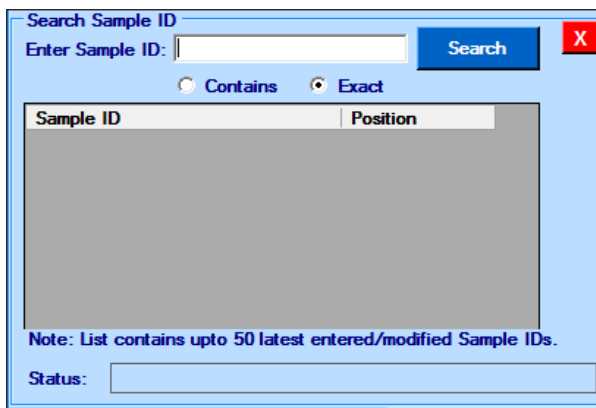 Search Sample ID
Enter Sample ID:
Search
X
Contains
Exact
Sample ID
Position
Note: List contains upto 50 latest entered/modified Sample IDs.
Status: